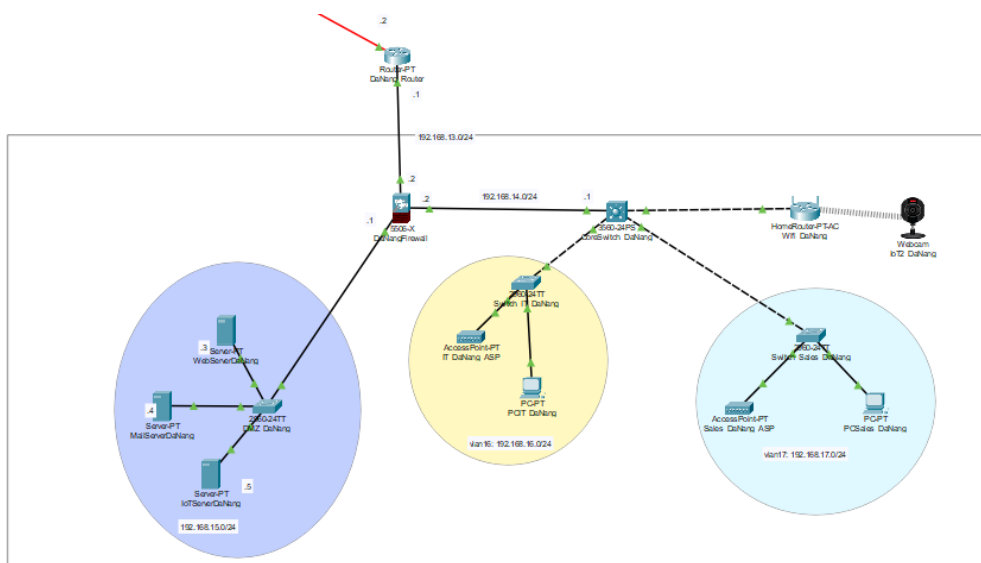 .2
Router-PT
DaNang Router
.1
192.168.13.0/24
.2
.2
192.168.14.0/24
.1
.1
5506-X
DaNangFirewall
3560-24PS
CoreSwitch DaNang
HomeRouter-PT-AC
Wifi DaNang
Webcam
IoT2 DaNang
2960-24TT
Switch IT DaNang
AccessPoint-PT
IT DaNang ASP
PC-PT
PCIT DaNang
vlan16: 192.168.16.0/24
2960-24TT
Switch Sales DaNang
AccessPoint-PT
Sales DaNang ASP
PC-PT
PCSales DaNang
vlan17: 192.168.17.0/24
.3
Server-PT
WebServerDaNang
.4
Server-PT
MailServerDaNang
2960-24TT
DMZ DaNang
.5
Server-PT
IoTServerDaNang
192.168.15.0/24